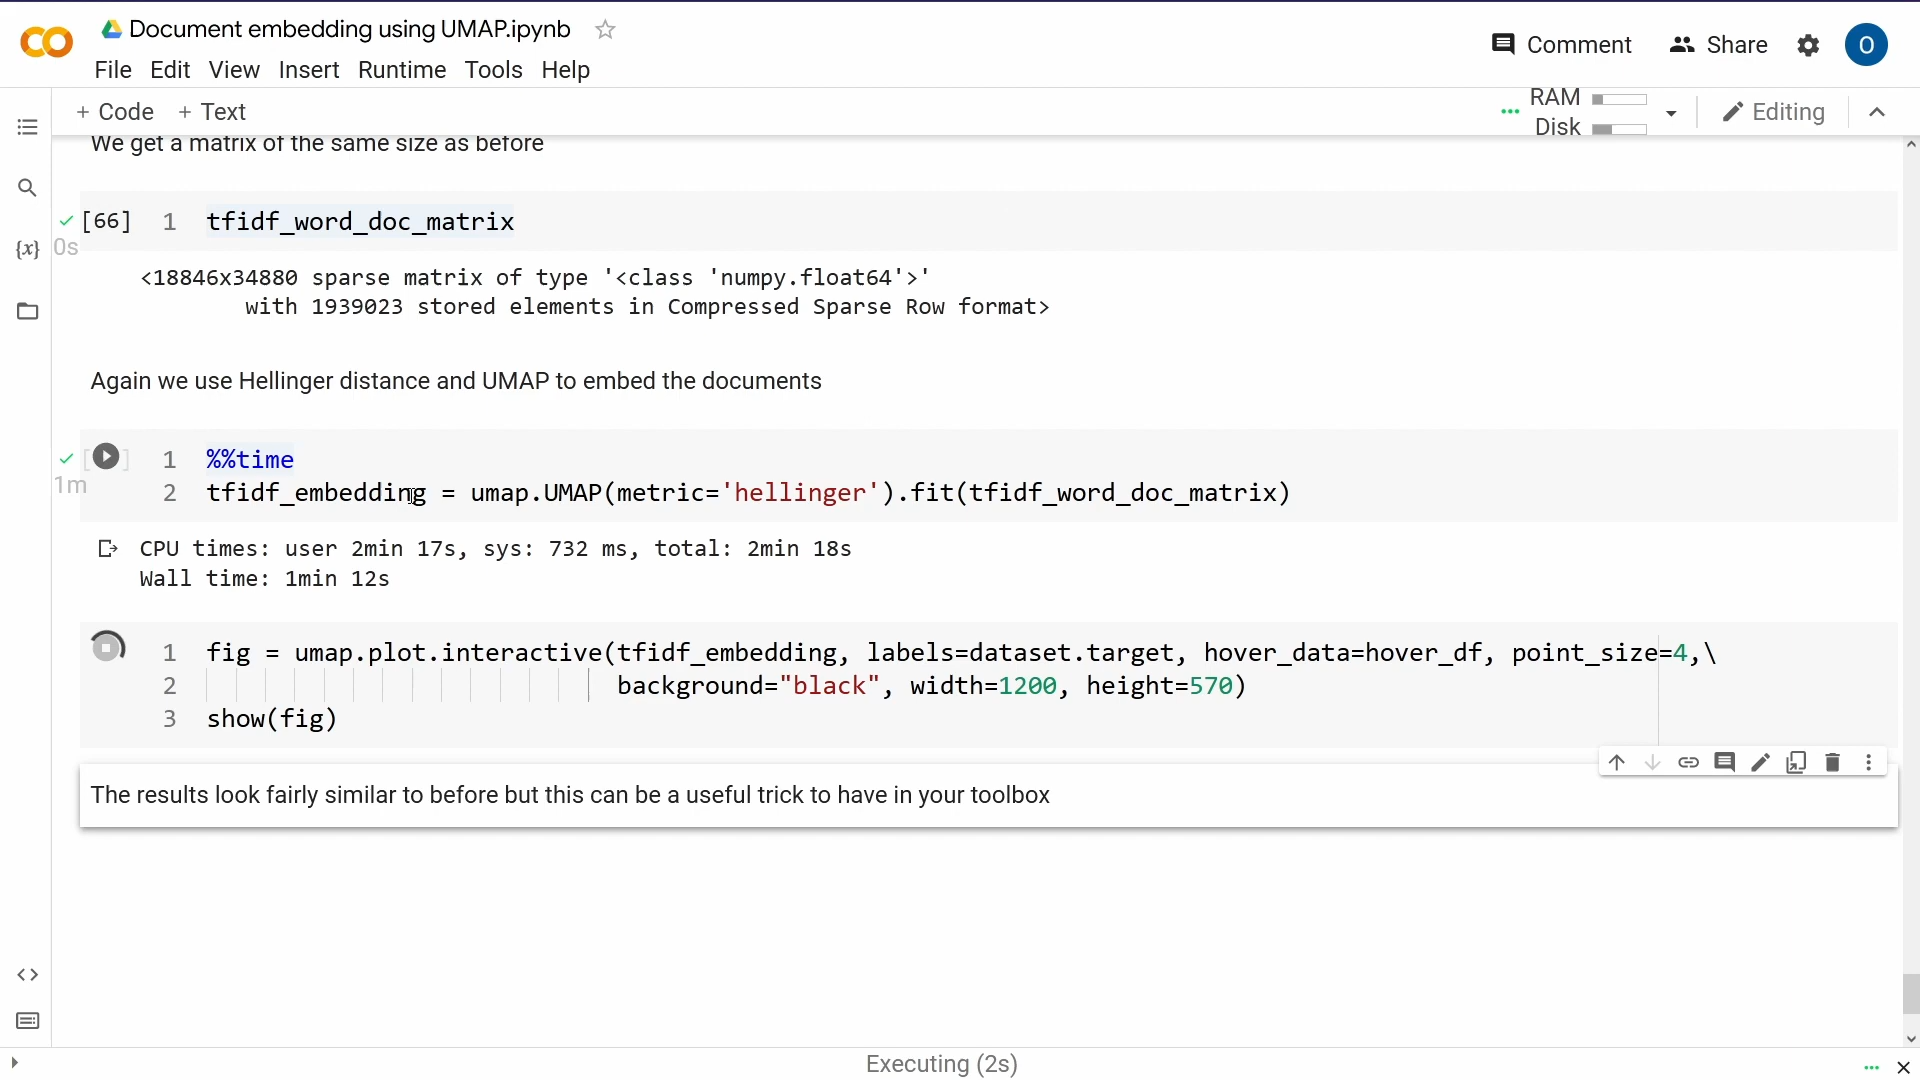 Document embedding using UMAP.ipynb
File Edit View Insert Runtime Tools Help
Comment Share O
+ Code + Text
RAM
Disk
Editing
We get a matrix of the same size as before
[66] 1 tfidf_word_doc_matrix
0s
{x}
<18846x34880 sparse matrix of type '<class 'numpy.float64'>'
with 1939023 stored elements in Compressed Sparse Row format>
Again we use Hellinger distance and UMAP to embed the documents
[ ] 1 %%time
1m
2 tfidf_embedding = umap.UMAP(metric='hellinger').fit(tfidf_word_doc_matrix)
CPU times: user 2min 17s, sys: 732 ms, total: 2min 18s
Wall time: 1min 12s
1 fig = umap.plot.interactive(tfidf_embedding, labels=dataset.target, hover_data=hover_df, point_size=4,\
2 background="black", width=1200, height=570)
3 show(fig)
The results look fairly similar to before but this can be a useful trick to have in your toolbox
Executing (2s)